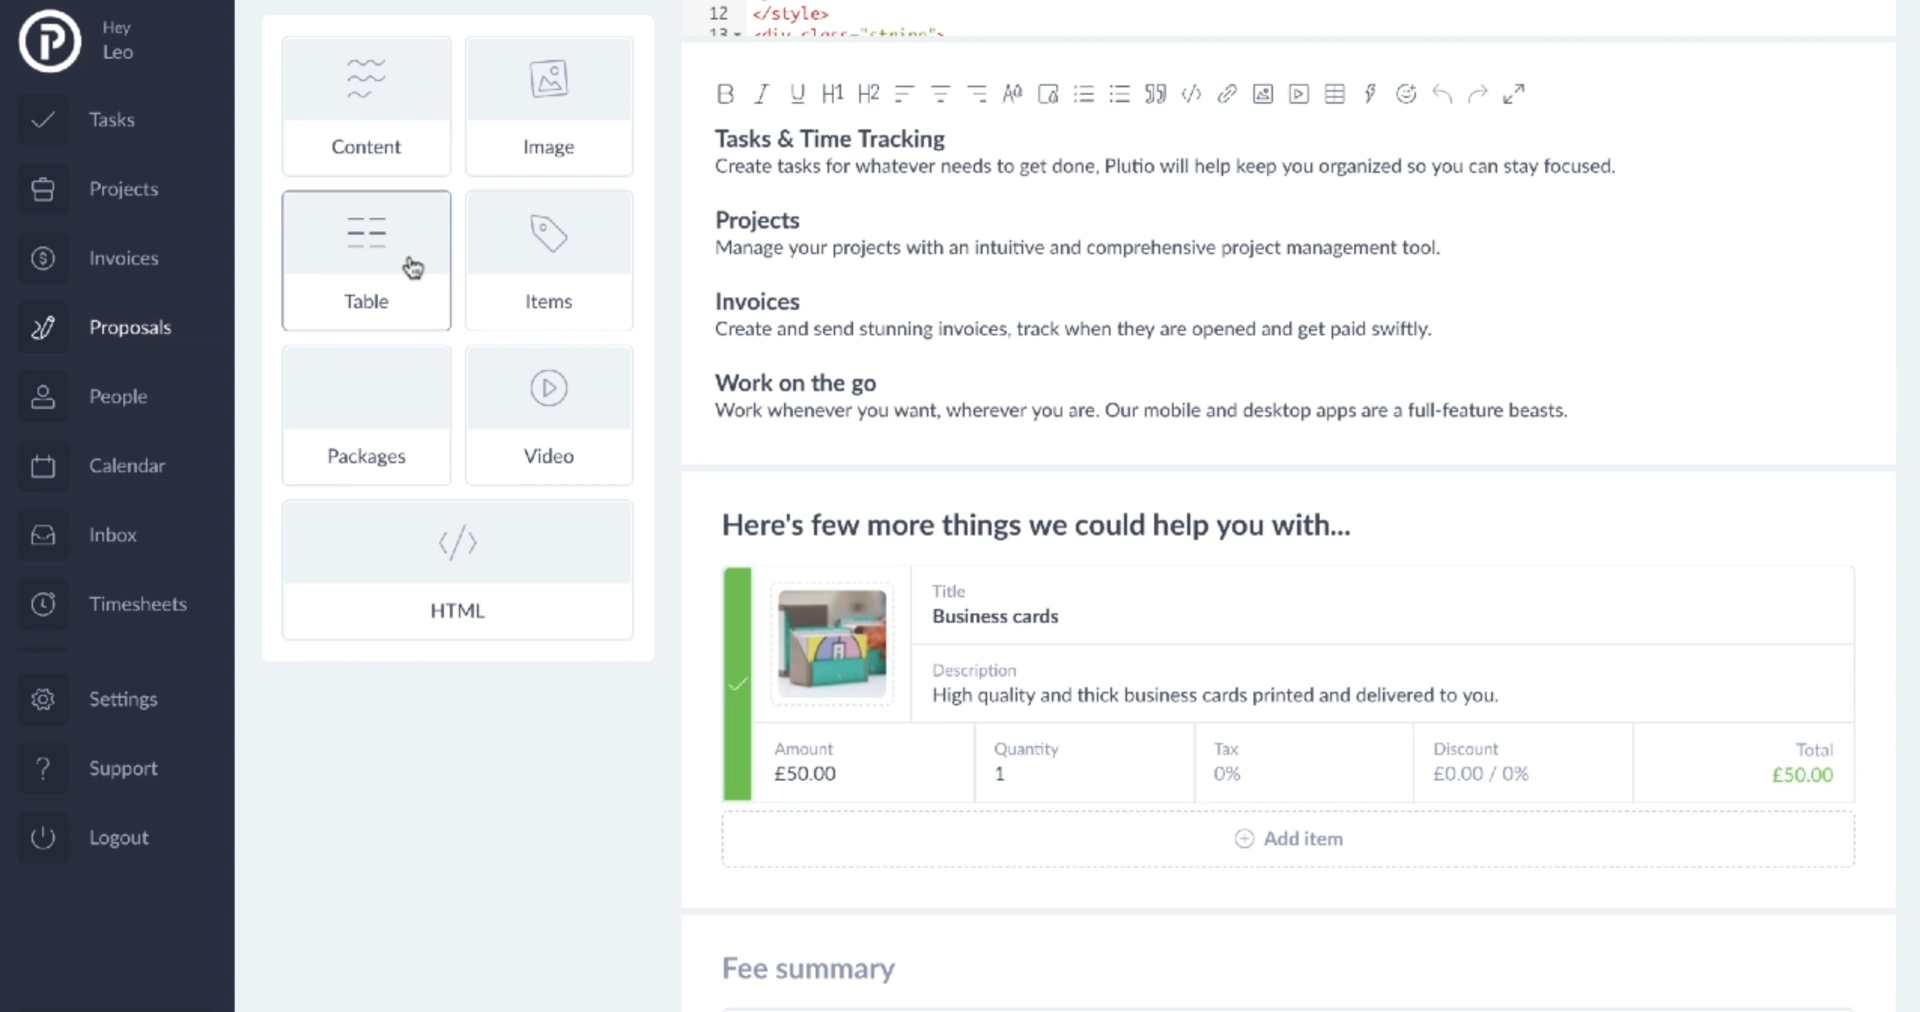 Hey
Leo
Tasks
Projects
Invoices
Proposals
People
Calendar
Inbox
Timesheets
Settings
Support
Logout
Content
Image
Table
Items
Packages
Video
HTML
12 </style>
13 <div class="stripe">
B I U H1 H2
Tasks & Time Tracking
Create tasks for whatever needs to get done, Plutio will help keep you organized so you can stay focused.
Projects
Manage your projects with an intuitive and comprehensive project management tool.
Invoices
Create and send stunning invoices, track when they are opened and get paid swiftly.
Work on the go
Work whenever you want, wherever you are. Our mobile and desktop apps are a full-feature beasts.
Here's few more things we could help you with...
Title
Business cards
Description
High quality and thick business cards printed and delivered to you.
Amount
£50.00
Quantity
1
Tax
0%
Discount
£0.00 / 0%
Total
£50.00
Add item
Fee summary